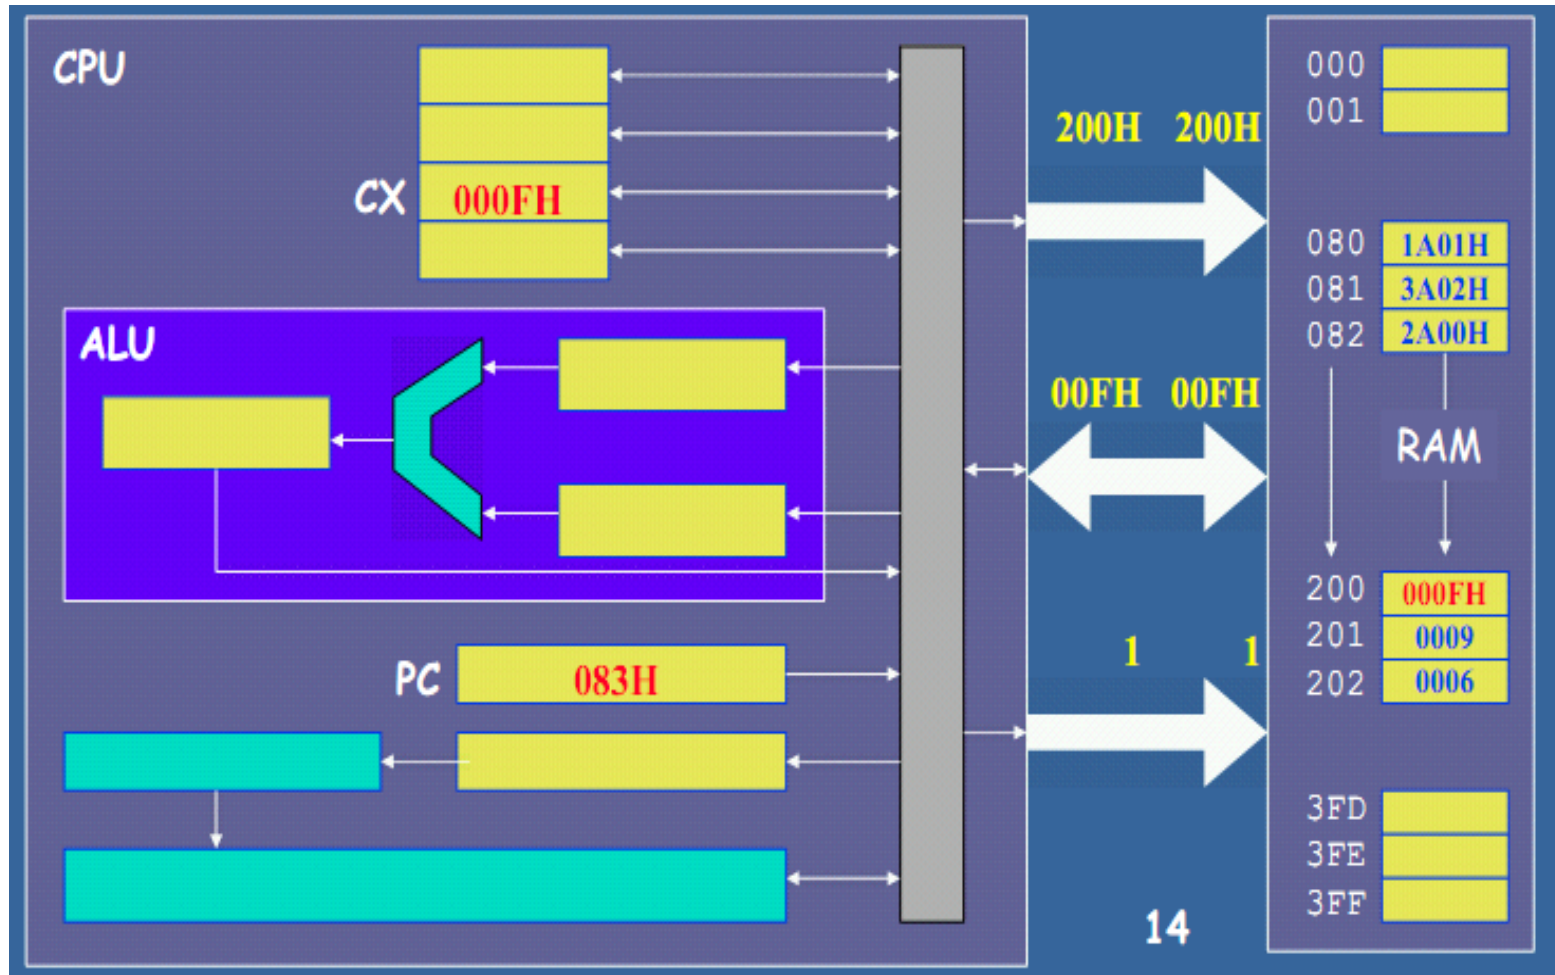 CPU
CX 000FH
ALU
PC 083H
200H 200H
00FH 00FH
1 1
14
000
001
080 1A01H
081 3A02H
082 2A00H
RAM
200 000FH
201 0009
202 0006
3FD
3FE
3FF